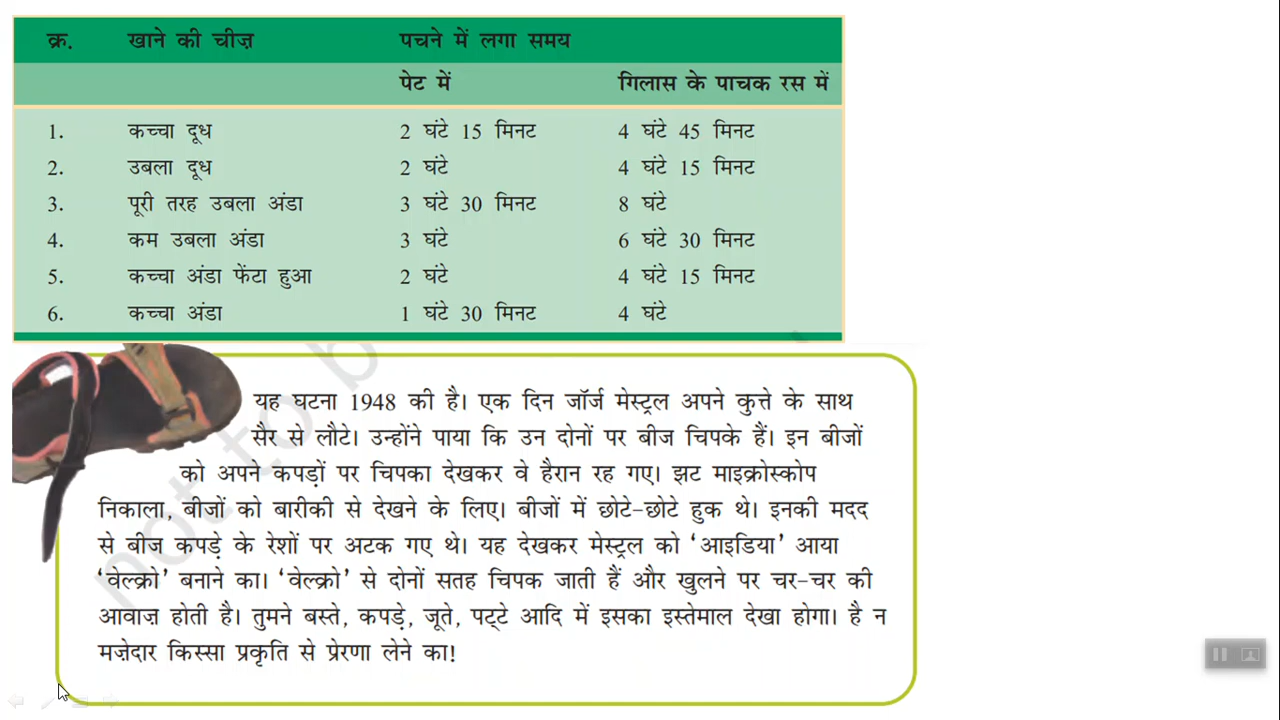 क्र. खाने की चीज़ पचने में लगा समय
पेट में गिलास के पाचक रस में
1. कच्चा दूध 2 घंटे 15 मिनट 4 घंटे 45 मिनट
2. उबला दूध 2 घंटे 4 घंटे 15 मिनट
3. पूरी तरह उबला अंडा 3 घंटे 30 मिनट 8 घंटे
4. कम उबला अंडा 3 घंटे 6 घंटे 30 मिनट
5. कच्चा अंडा फेंटा हुआ 2 घंटे 4 घंटे 15 मिनट
6. कच्चा अंडा 1 घंटे 30 मिनट 4 घंटे
यह घटना 1948 की है। एक दिन जॉर्ज मेस्ट्रल अपने कुत्ते के साथ
सैर से लौटे। उन्होंने पाया कि उन दोनों पर बीज चिपके हैं। इन बीजों
को अपने कपड़ों पर चिपका देखकर वे हैरान रह गए। झट माइक्रोस्कोप
निकाला, बीजों को बारीकी से देखने के लिए। बीजों में छोटे-छोटे हुक थे। इनकी मदद
से बीज कपड़े के रेशों पर अटक गए थे। यह देखकर मेस्ट्रल को ‘आइडिया’ आया
‘वेल्क्रो’ बनाने का। ‘वेल्क्रो’ से दोनों सतह चिपक जाती हैं और खुलने पर चर-चर की
आवाज़ होती है। तुमने बस्ते, कपड़े, जूते, पट्टे आदि में इसका इस्तेमाल देखा होगा। है न
मज़ेदार किस्सा प्रकृति से प्रेरणा लेने का!
not to b